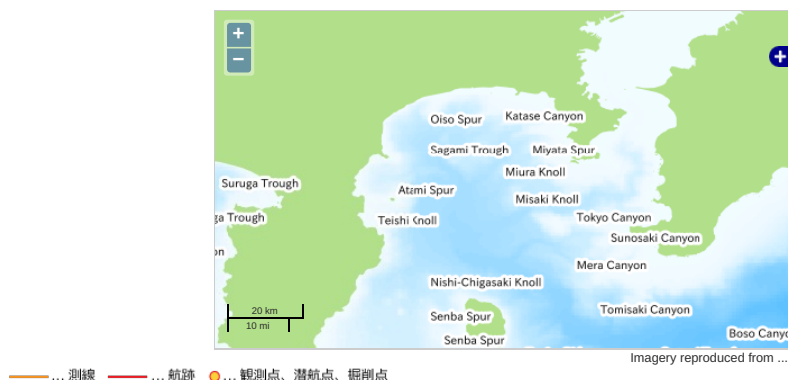 +
−
+
Oiso Spur
Katase Canyon
Sagami Trough
Miyata Spur
Miura Knoll
Suruga Trough
Atami Spur
Misaki Knoll
ga Trough
Teishi Knoll
Tokyo Canyon
Sunosaki Canyon
on
Mera Canyon
Nishi-Chigasaki Knoll
20 km
10 mi
Senba Spur
Tomisaki Canyon
Senba Spur
Boso Canyo
Imagery reproduced from ...
... 測線 ... 航跡 ... 観測点、潜航点、掘削点